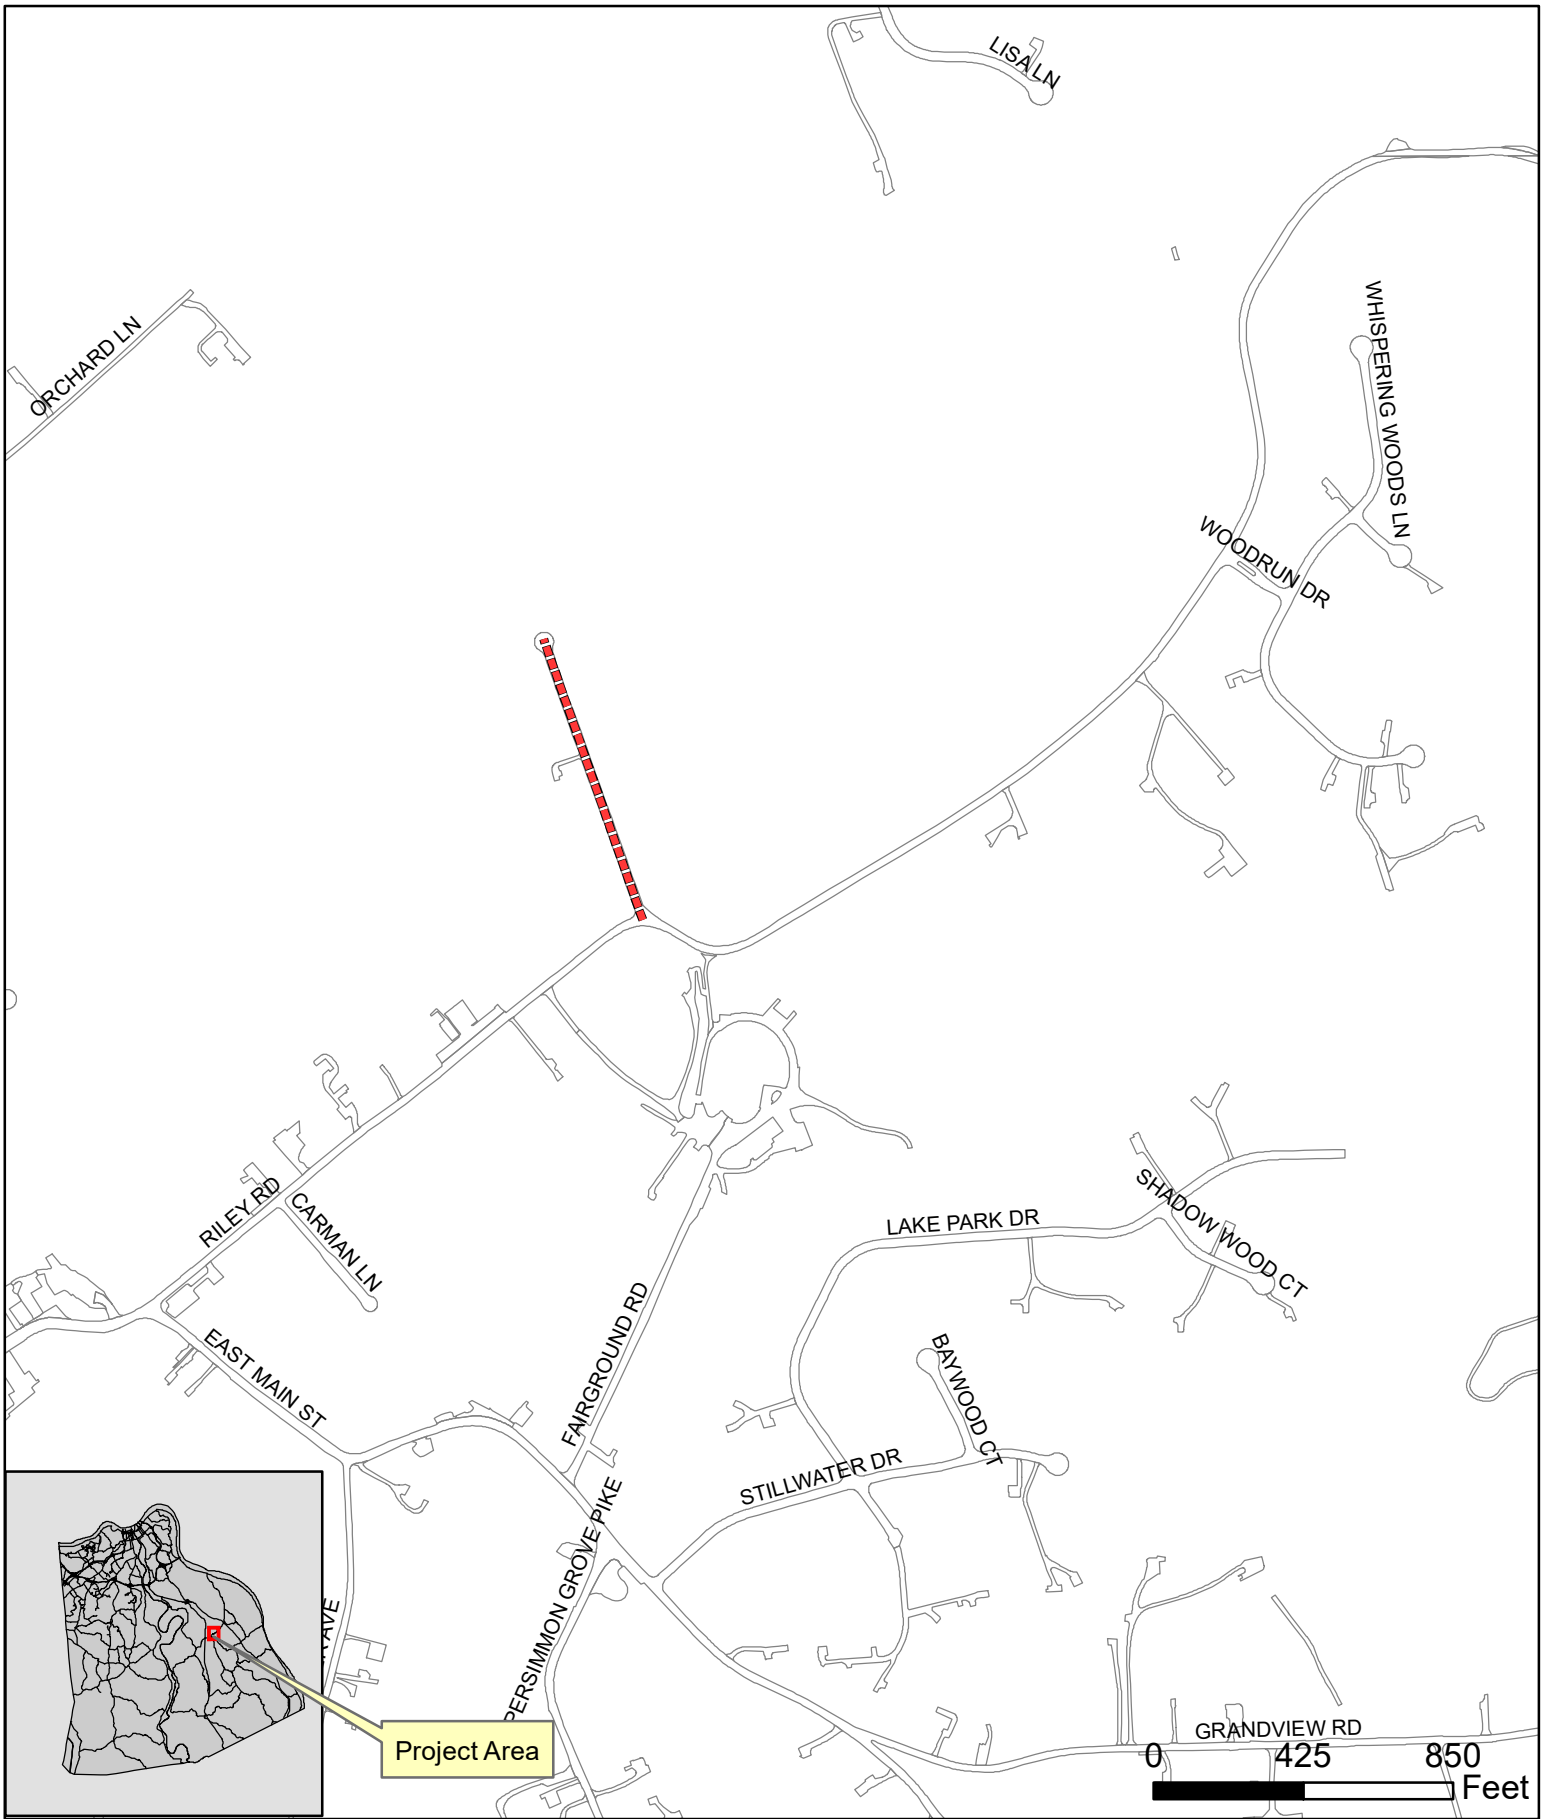 LISA LN
ORCHARD LN
WHISPERING WOODS LN
WOODRUN DR
RILEY RD
CARMAN LN
SHADOW WOOD CT
LAKE PARK DR
FAIRGROUND RD
EAST MAIN ST
BAYWOOD CT
STILLWATER DR
PERSIMMON GROVE PIKE
AVE
GRANDVIEW RD
Project Area
0 425 850
Feet